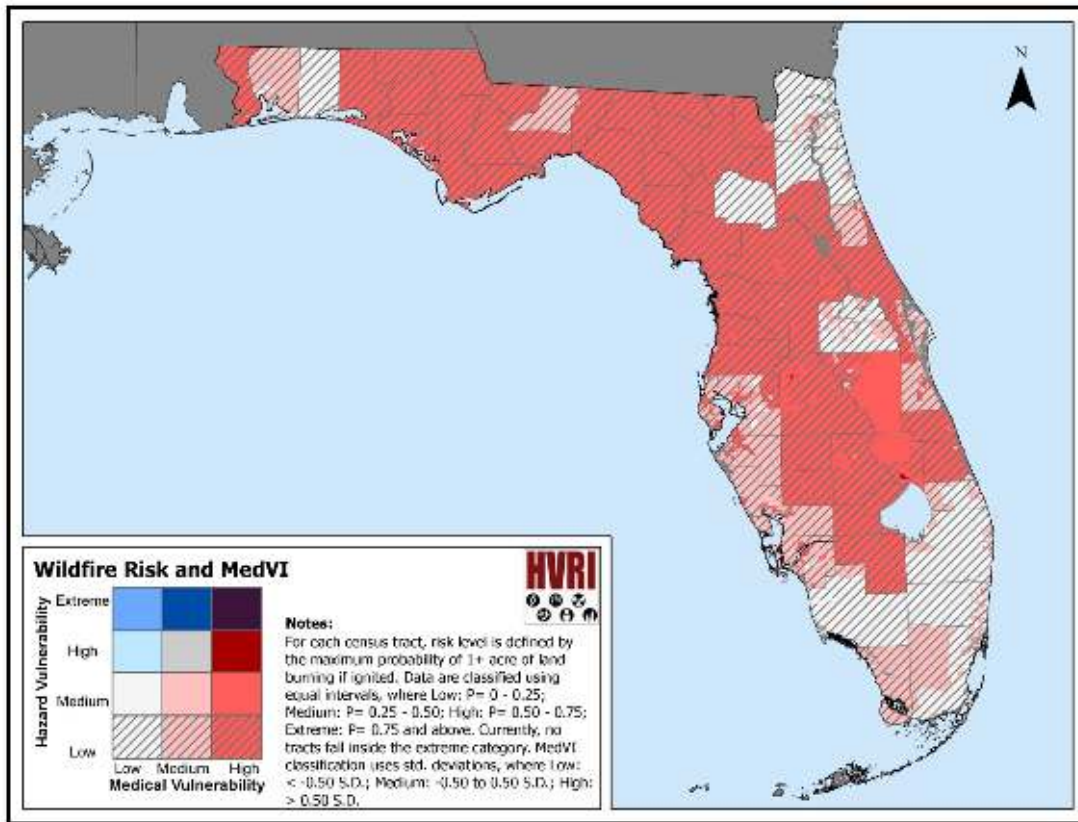 N
Wildfire Risk and MedVI
HVRI
Hazard Vulnerability
Extreme
High
Medium
Low
Low Medium High
Medical Vulnerability
Notes:
For each census tract, risk level is defined by
the maximum probability of 1+ acre of land
burning if ignited. Data are classified using
equal intervals, where Low: P= 0 - 0.25;
Medium: P= 0.25 - 0.50; High: P= 0.50 - 0.75;
Extreme: P= 0.75 and above. Currently, no
tracts fall inside the extreme category. MedVI
classification uses std. deviations, where Low:
< -0.50 S.D.; Medium: -0.50 to 0.50 S.D.; High:
> 0.50 S.D.